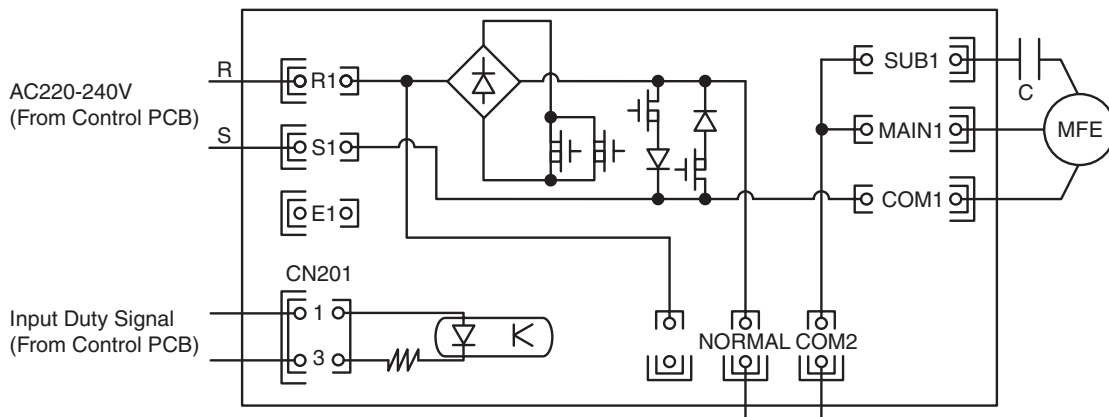 R
R1
SUB1
C
AC220-240V
(From Control PCB)
MAIN1
MFE
S
S1
COM1
E1
CN201
1
Input Duty Signal
(From Control PCB)
3
NORMAL
COM2